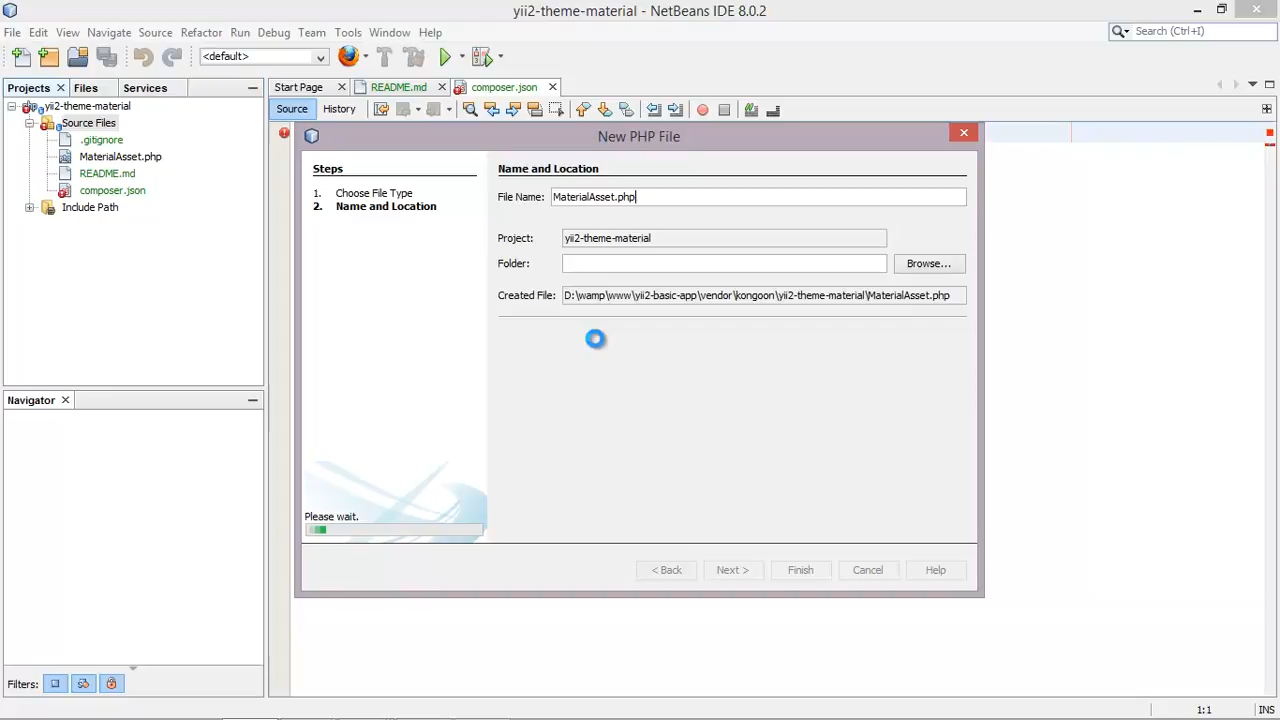 yii2-theme-material - NetBeans IDE 8.0.2
File Edit View Navigate Source Refactor Run Debug Team Tools Window Help
Search (Ctrl+I)
<default>
Projects Files Services
Start Page README.md composer.json
yii2-theme-material
Source Files
.gitignore
MaterialAsset.php
README.md
composer.json
Include Path
Source History
New PHP File
Steps
1. Choose File Type
2. Name and Location
Name and Location
File Name: MaterialAsset.php
Project: yii2-theme-material
Folder: Browse...
Created File: D:\wamp\www\yii2-basic-app\vendor\kongoon\yii2-theme-material\MaterialAsset.php
Please wait.
< Back Next > Finish Cancel Help
Navigator
Filters:
1:1 INS